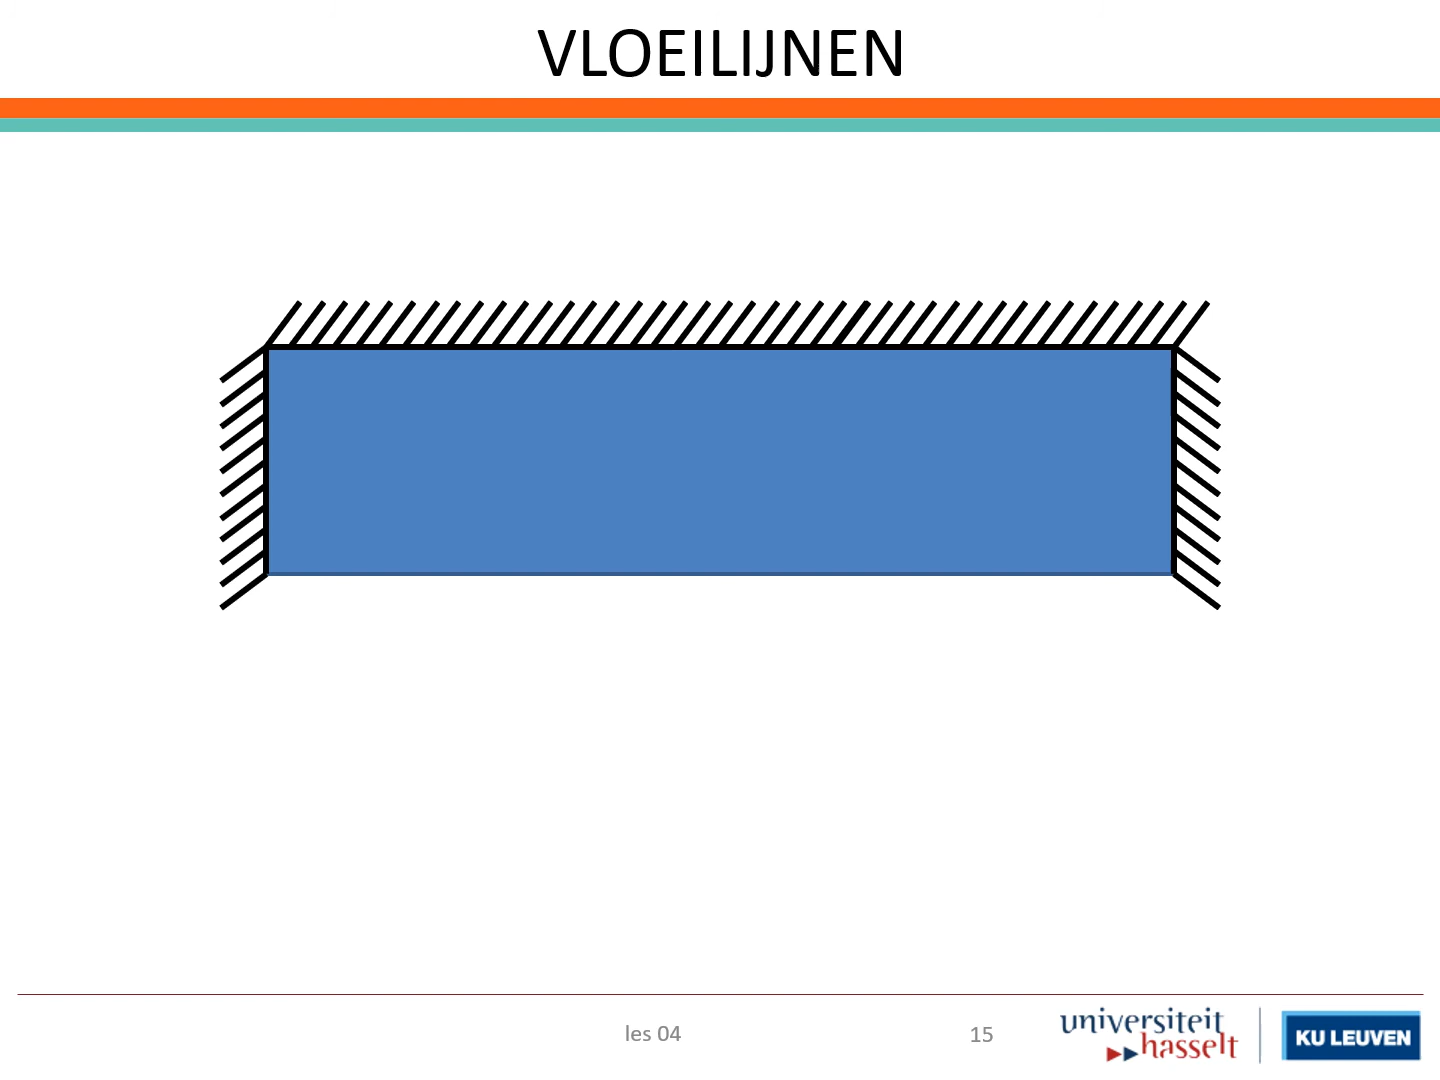 VLOEILIJNEN
les 04
15
universiteit
hasselt
KU LEUVEN